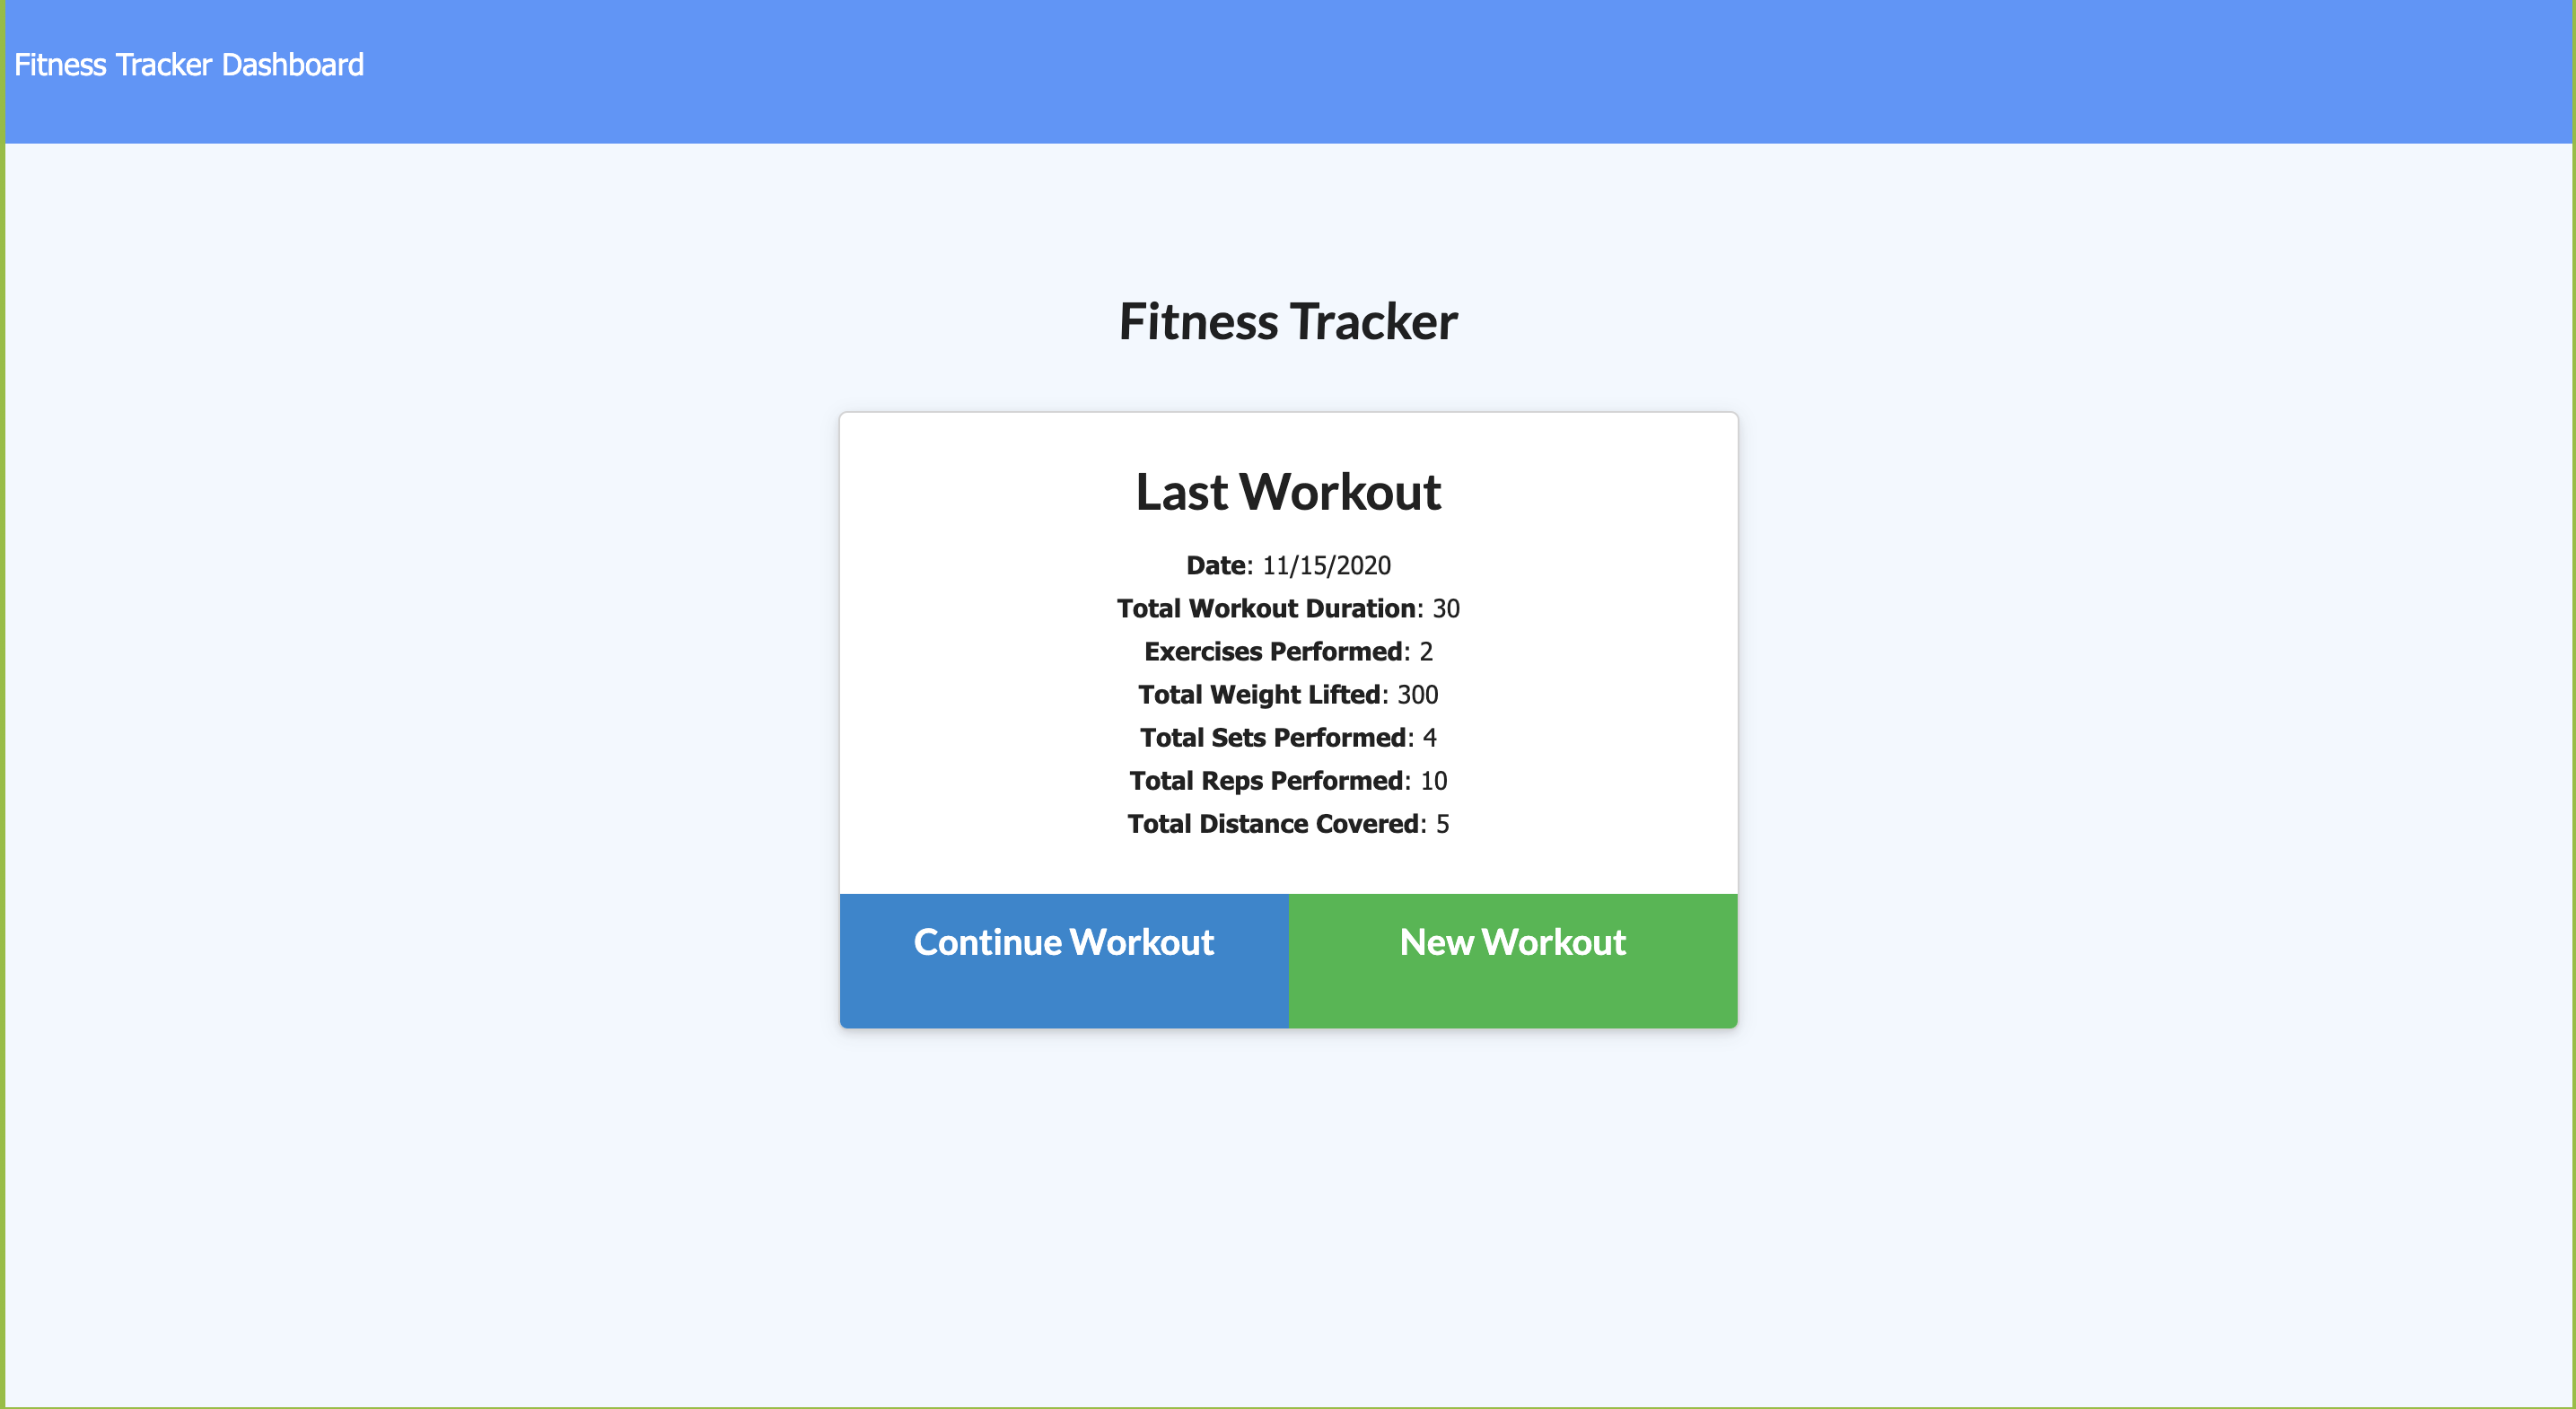 Fitness Tracker Dashboard
Fitness Tracker
Last Workout
Date: 11/15/2020
Total Workout Duration: 30
Exercises Performed: 2
Total Weight Lifted: 300
Total Sets Performed: 4
Total Reps Performed: 10
Total Distance Covered: 5
Continue Workout
New Workout